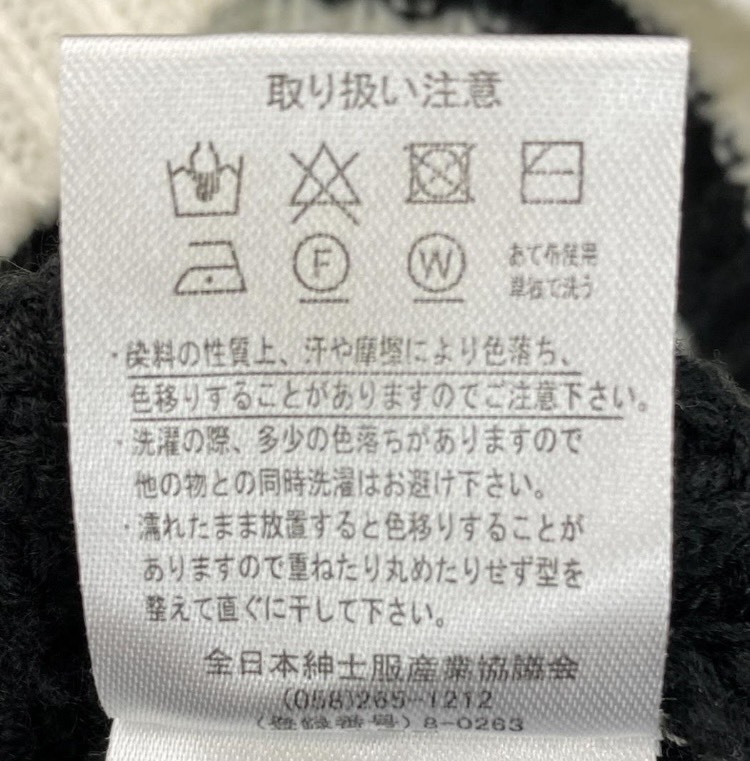 取り扱い注意
F W あて布使用
単独で洗う
・染料の性質上、汗や摩擦により色落ち、
色移りすることがありますのでご注意下さい。
・洗濯の際、多少の色落ちがありますので
他の物との同時洗濯はお避け下さい。
・濡れたまま放置すると色移りすることが
ありますので重ねたり丸めたりせず型を
整えて直ぐに干して下さい。
全日本紳士服産業協議会
(058)265-1212
(登録番号)8-0263